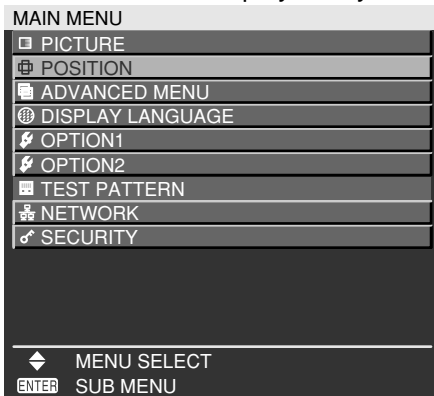 MAIN MENU
PICTURE
POSITION
ADVANCED MENU
DISPLAY LANGUAGE
OPTION1
OPTION2
TEST PATTERN
NETWORK
SECURITY
MENU SELECT
ENTER SUB MENU